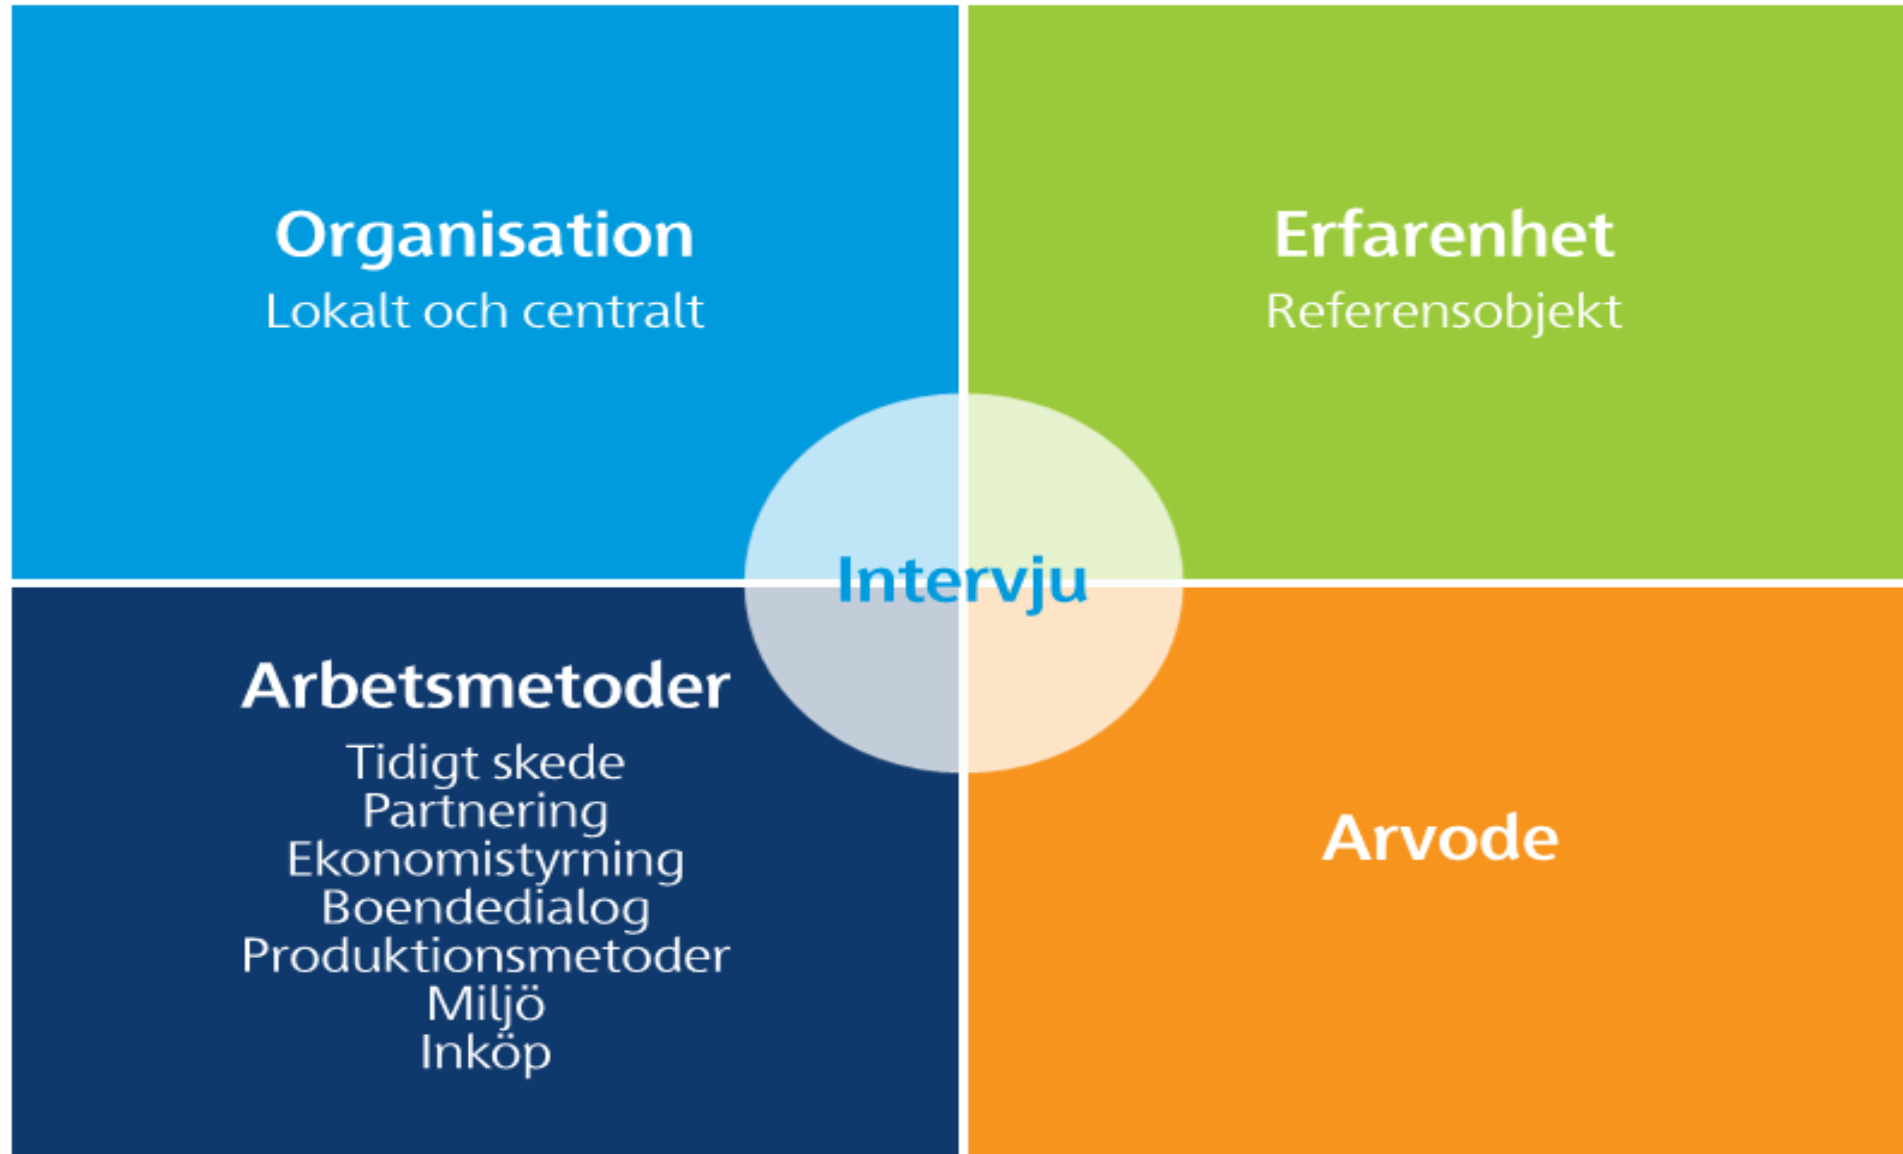 Organisation
Lokalt och centralt
Erfarenhet
Referensobjekt
Intervju
Arbetsmetoder
Tidigt skede
Partnering
Ekonomistyrning
Boendedialog
Produktionsmetoder
Miljö
Inköp
Arvode